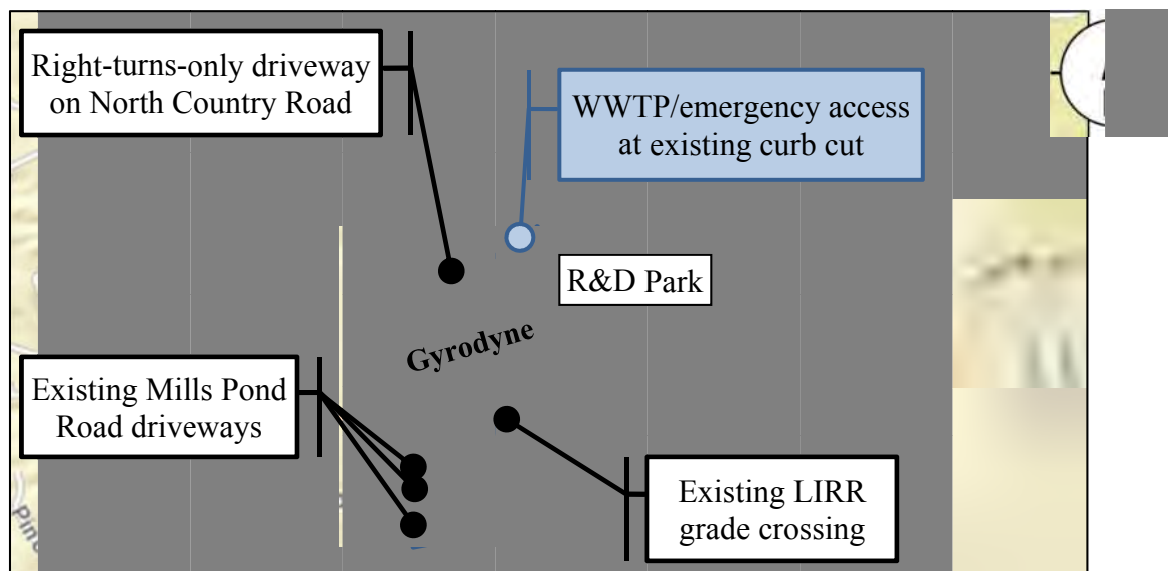 Right-turns-only driveway
on North Country Road
WWTP/emergency access
at existing curb cut
R&D Park
Gyrodyne
Existing Mills Pond
Road driveways
Existing LIRR
grade crossing